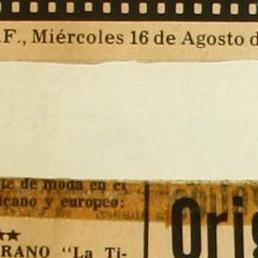 .F., Miércoles 16 de Agosto d
te de moda en el
icano y europeo:
RANO "La Ti-
Orig